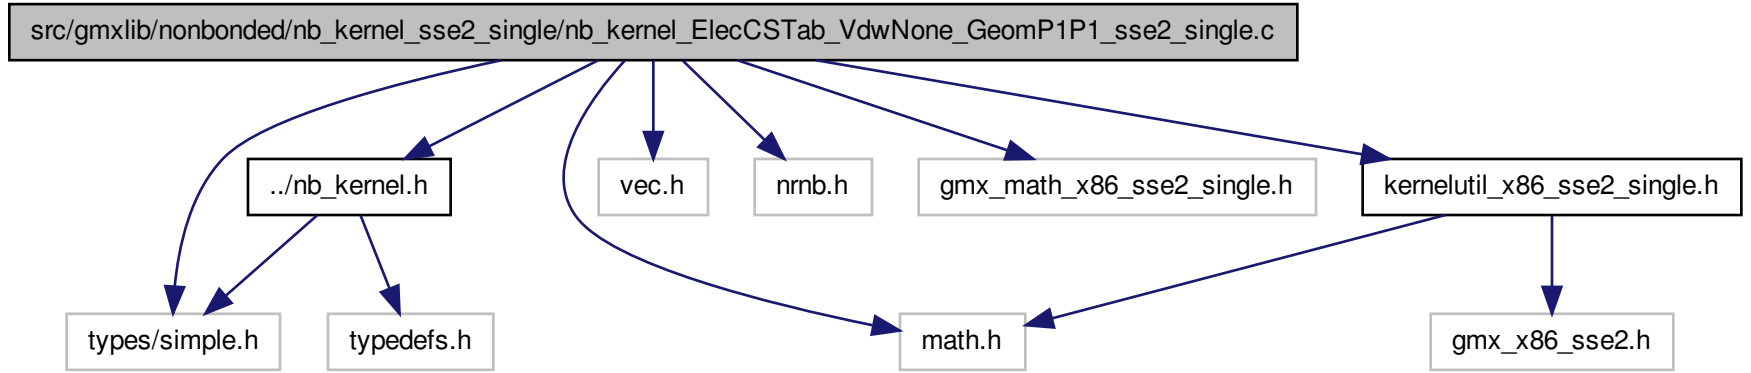 src/gmxlib/nonbonded/nb_kernel_sse2_single/nb_kernel_ElecCSTab_VdwNone_GeomP1P1_sse2_single.c
../nb_kernel.h
vec.h
nrnb.h
gmx_math_x86_sse2_single.h
kernelutil_x86_sse2_single.h
types/simple.h
typedefs.h
math.h
gmx_x86_sse2.h